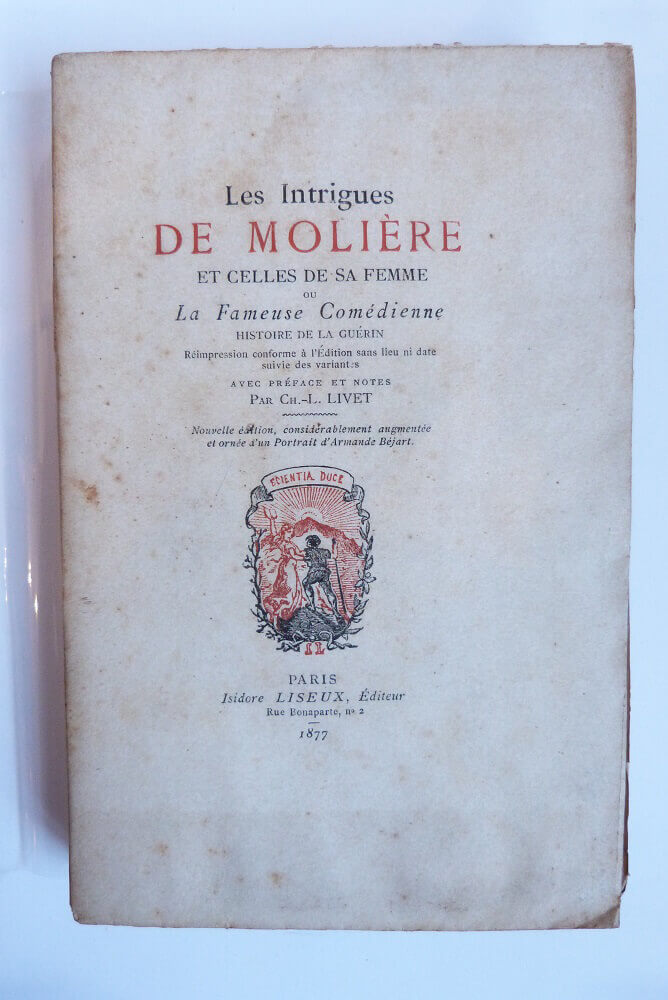 Les Intrigues
DE MOLIÈRE
ET CELLES DE SA FEMME
OU
La Fameuse Comédienne
HISTOIRE DE LA GUÉRIN
Réimpression conforme à l'Édition sans lieu ni date
suivie des variantes
AVEC PRÉFACE ET NOTES
PAR CH.-L. LIVET
Nouvelle édition, considérablement augmentée
et ornée d'un Portrait d'Armande Béjart.
SCIENTIA DUCE
IL
PARIS
Isidore LISEUX, Éditeur
Rue Bonaparte, nº 2
1877